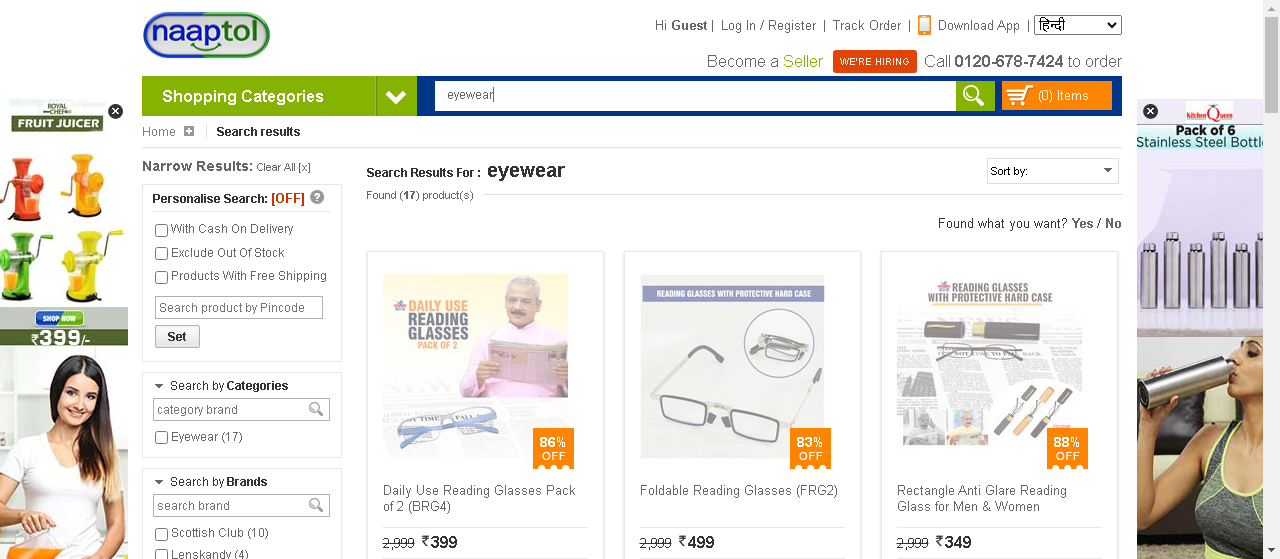 naaptol
Hi Guest | Log In / Register | Track Order | Download App | हिन्दी
Become a Seller WE'RE HIRING Call 0120-678-7424 to order
Shopping Categories
eyewear
(0) Items
Home Search results
ROYAL CHEF
FRUIT JUICER
SHOP NOW
₹399/-
Kitchen Queen
Pack of 6
Stainless Steel Bottle
Narrow Results: Clear All [x]
Personalise Search: [OFF] ?
With Cash On Delivery
Exclude Out Of Stock
Products With Free Shipping
Search product by Pincode
Set
Search by Categories
Eyewear (17)
Search by Brands
search brand
Scottish Club (10)
Lenskandy (4)
Search Results For : eyewear
Sort by:
Found (17) product(s)
Found what you want? Yes / No
DAILY USE
READING
GLASSES
PACK OF 2
86%
OFF
Daily Use Reading Glasses Pack
of 2 (BRG4)
2,999 ₹399
READING GLASSES WITH PROTECTIVE HARD CASE
83%
OFF
Foldable Reading Glasses (FRG2)
2,999 ₹499
READING GLASSES
WITH PROTECTIVE HARD CASE
88%
OFF
Rectangle Anti Glare Reading
Glass for Men & Women
2,999 ₹349